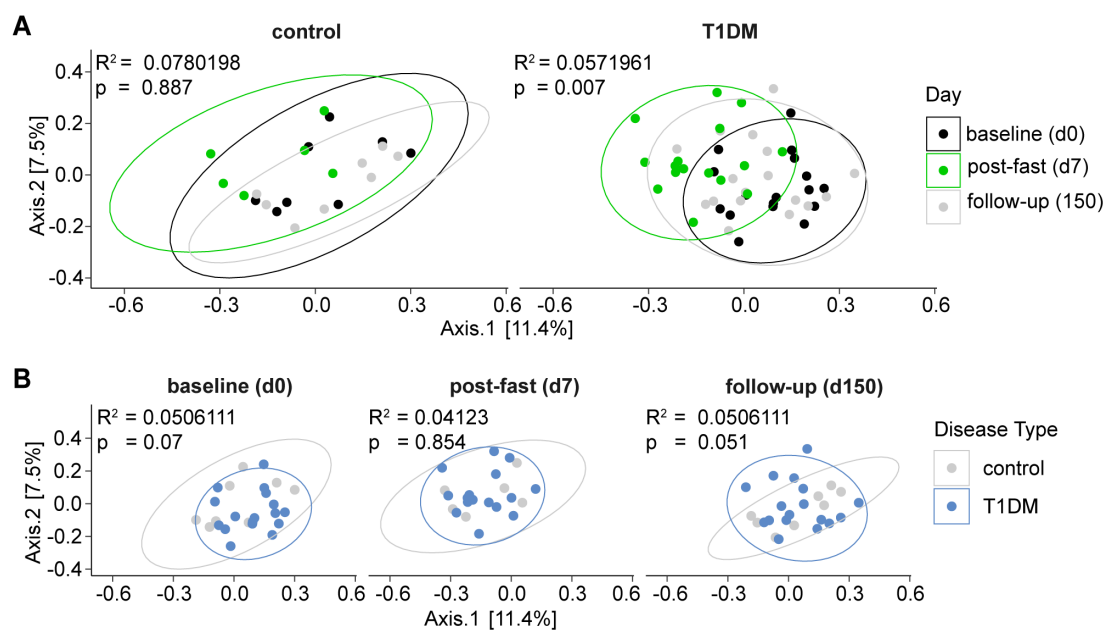 A
control
T1DM
R² = 0.0780198
p = 0.887
R² = 0.0571961
p = 0.007
0.4
0.2
0.0
-0.2
-0.4
Axis.2 [7.5%]
-0.6 -0.3 0.0 0.3 0.6
-0.6 -0.3 0.0 0.3 0.6
Axis.1 [11.4%]
Day
baseline (d0)
post-fast (d7)
follow-up (150)
B
baseline (d0)
post-fast (d7)
follow-up (d150)
R² = 0.0506111
p = 0.07
R² = 0.04123
p = 0.854
R² = 0.0506111
p = 0.051
0.4
0.2
0.0
-0.2
-0.4
Axis.2 [7.5%]
-0.6 -0.3 0.0 0.3 0.6
-0.6 -0.3 0.0 0.3 0.6
-0.6 -0.3 0.0 0.3 0.6
Axis.1 [11.4%]
Disease Type
control
T1DM